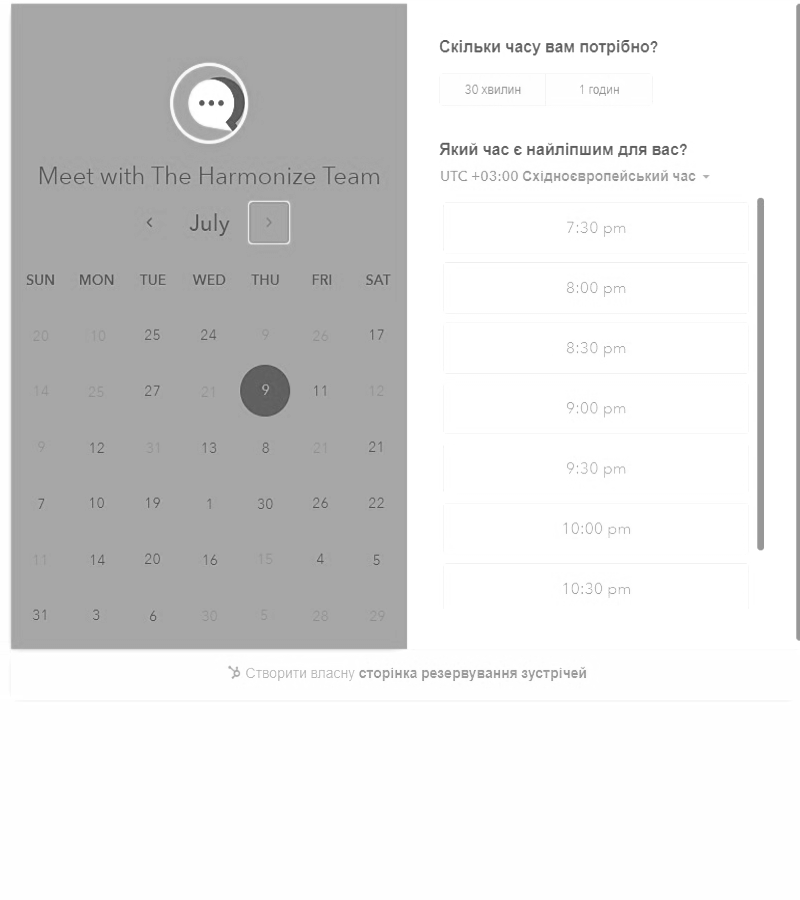 Meet with The Harmonize Team
July
SUN MON TUE WED THU FRI SAT
20 10 25 24 9 26 17
14 25 27 21 9 11 12
9 12 31 13 8 21 21
7 10 19 1 30 26 22
11 14 20 16 15 4 5
31 3 6 30 5 28 29
Скільки часу вам потрібно?
30 хвилин 1 годин
Який час є найліпшим для вас?
UTC +03:00 Східноєвропейський час
7:30 pm
8:00 pm
8:30 pm
9:00 pm
9:30 pm
10:00 pm
10:30 pm
Створити власну сторінка резервування зустрічей